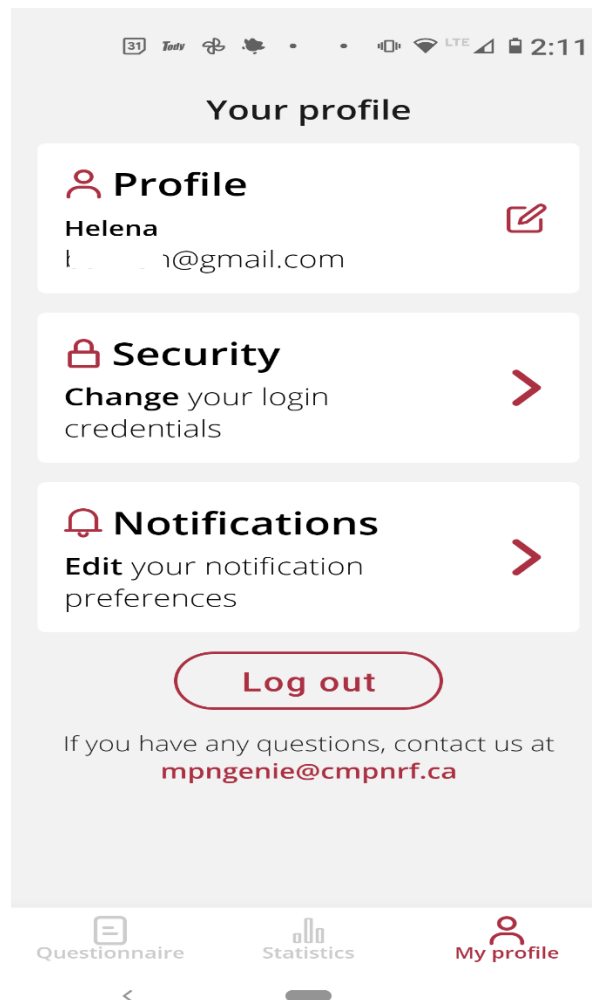 31 Tody LTE 2:11
Your profile
Profile
Helena
@gmail.com
Security
Change your login
credentials
Notifications
Edit your notification
preferences
Log out
If you have any questions, contact us at
mpngenie@cmpnrf.ca
Questionnaire Statistics My profile